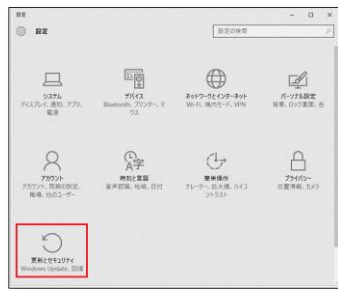 設定
設定
設定の検索
システム
ディスプレイ、通知、アプリ、
電源
デバイス
Bluetooth、プリンター、マ
ウス
ネットワークとインターネット
Wi-Fi、機内モード、VPN
パーソナル設定
背景、ロック画面、色
アカウント
アカウント、同期の設定、
職場、他のユーザー
時刻と言語
音声認識、地域、日付
簡単操作
ナレーター、拡大鏡、ハイコ
ントラスト
プライバシー
位置情報、カメラ
更新とセキュリティ
Windows Update、回復